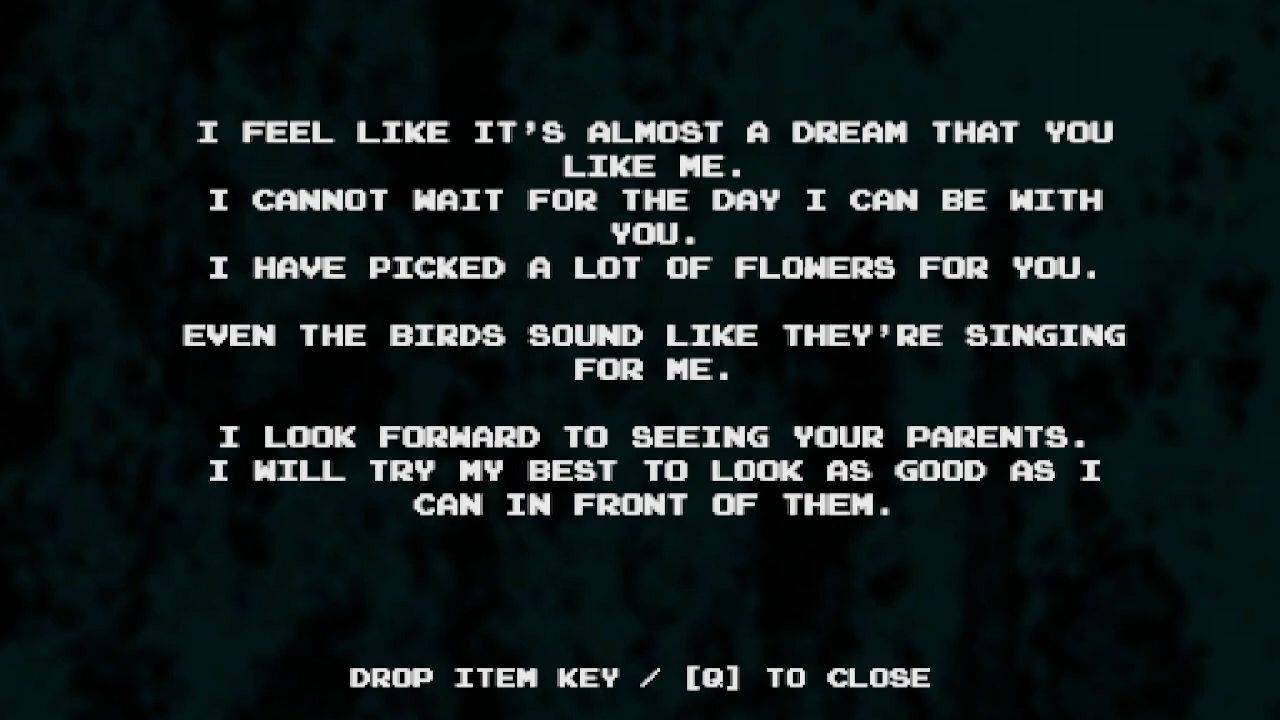 I FEEL LIKE IT'S ALMOST A DREAM THAT YOU
LIKE ME.
I CANNOT WAIT FOR THE DAY I CAN BE WITH
YOU.
I HAVE PICKED A LOT OF FLOWERS FOR YOU.
EVEN THE BIRDS SOUND LIKE THEY'RE SINGING
FOR ME.
I LOOK FORWARD TO SEEING YOUR PARENTS.
I WILL TRY MY BEST TO LOOK AS GOOD AS I
CAN IN FRONT OF THEM.
DROP ITEM KEY / [Q] TO CLOSE